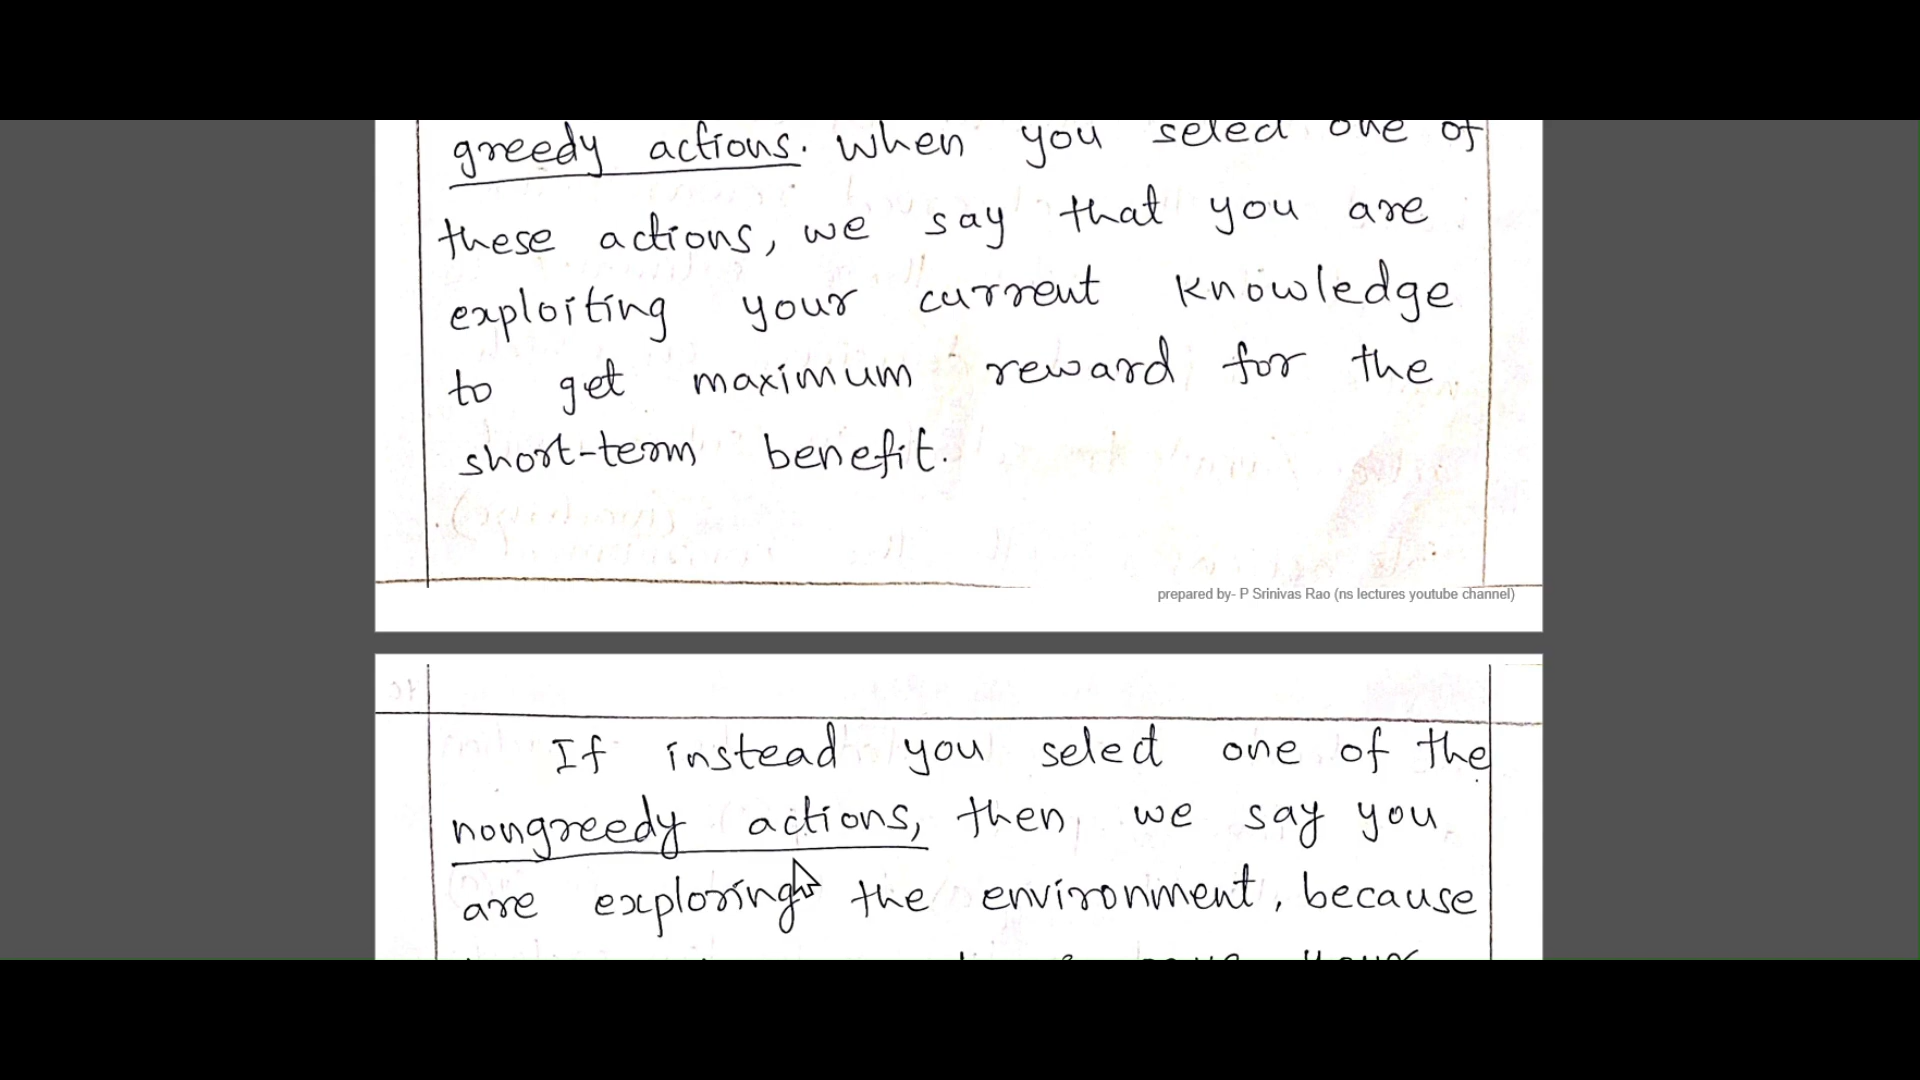 greedy actions. When you select one of
these actions, we say that you are
exploiting your current knowledge
to get maximum reward for the
short-term benefit.
prepared by- P Srinivas Rao (ns lectures youtube channel)
If instead you select one of the
nongreedy actions, then we say you
are exploring the environment, because